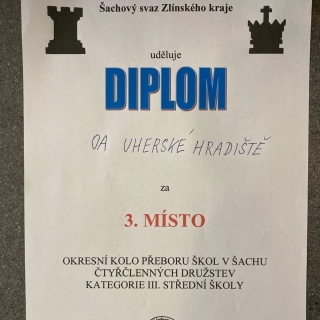 Šachový svaz Zlínského kraje
uděluje
DIPLOM
OA UHERSKÉ HRADIŠTĚ
za
3. MÍSTO
OKRESNÍ KOLO PŘEBORU ŠKOL V ŠACHU
ČTYŘČLENNÝCH DRUŽSTEV
KATEGORIE III. STŘEDNÍ ŠKOLY